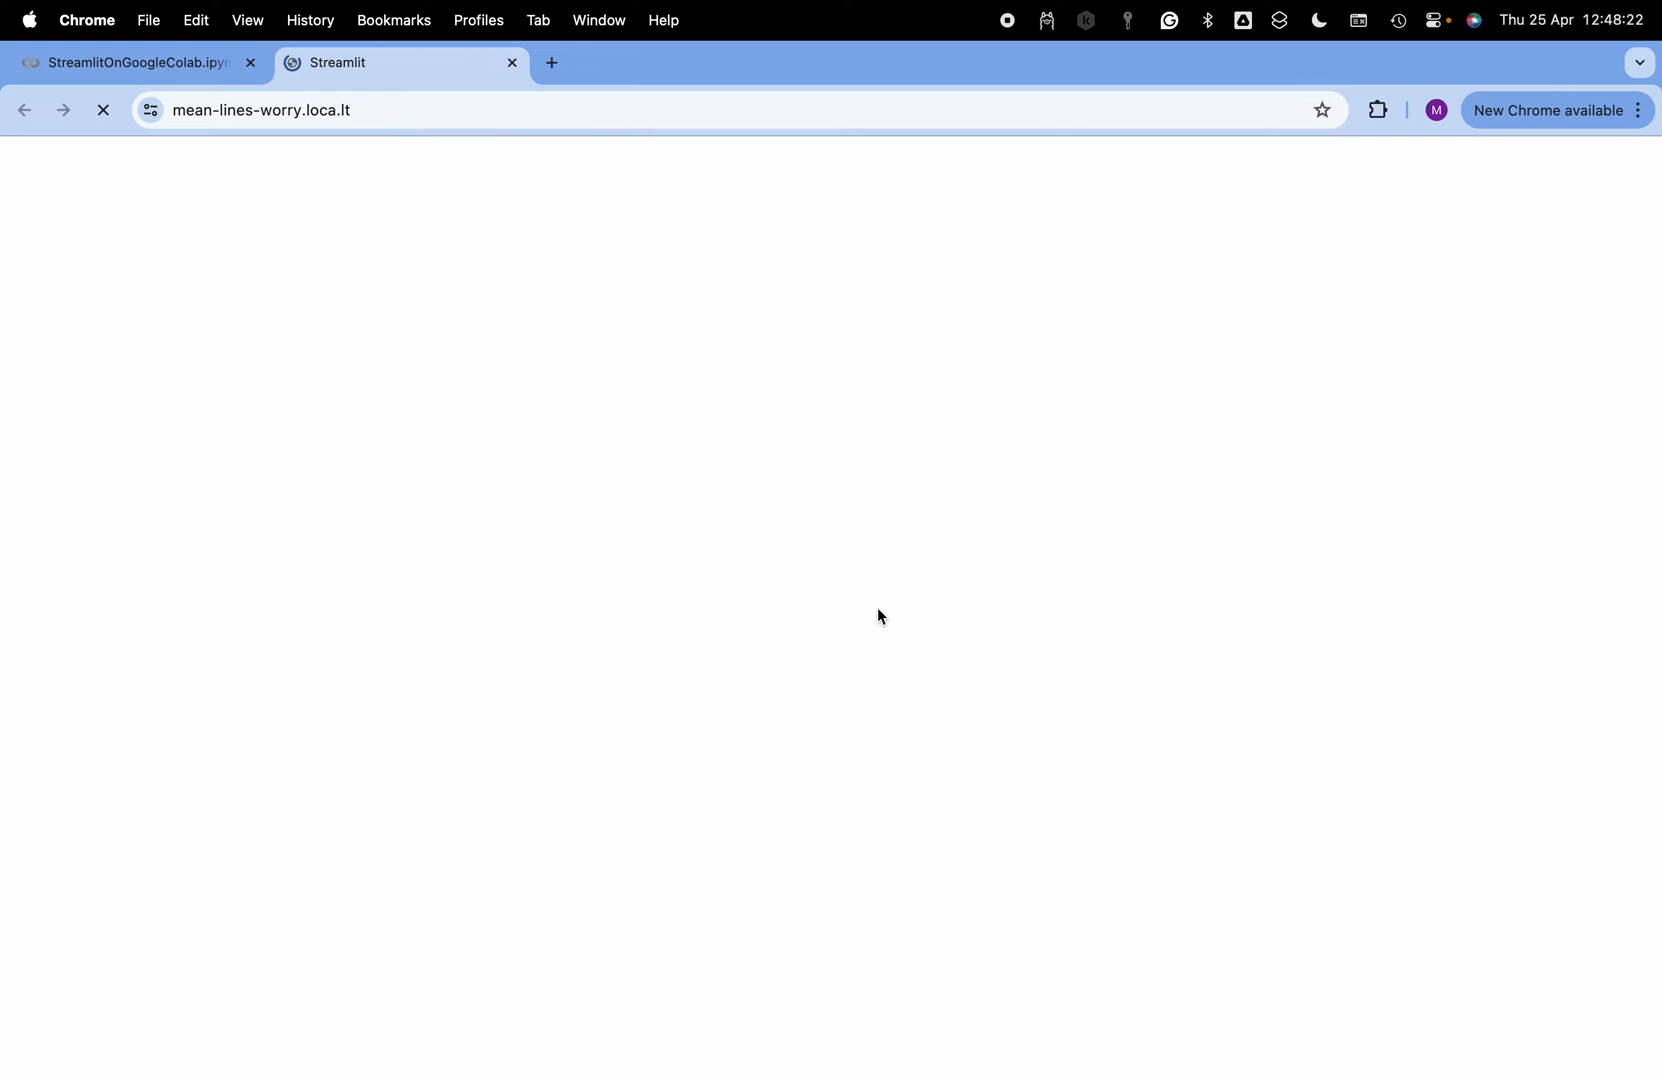 Chrome File Edit View History Bookmarks Profiles Tab Window Help Thu 25 Apr 12:48:22
StreamlitOnGoogleColab.ipyn Streamlit
mean-lines-worry.loca.lt M New Chrome available